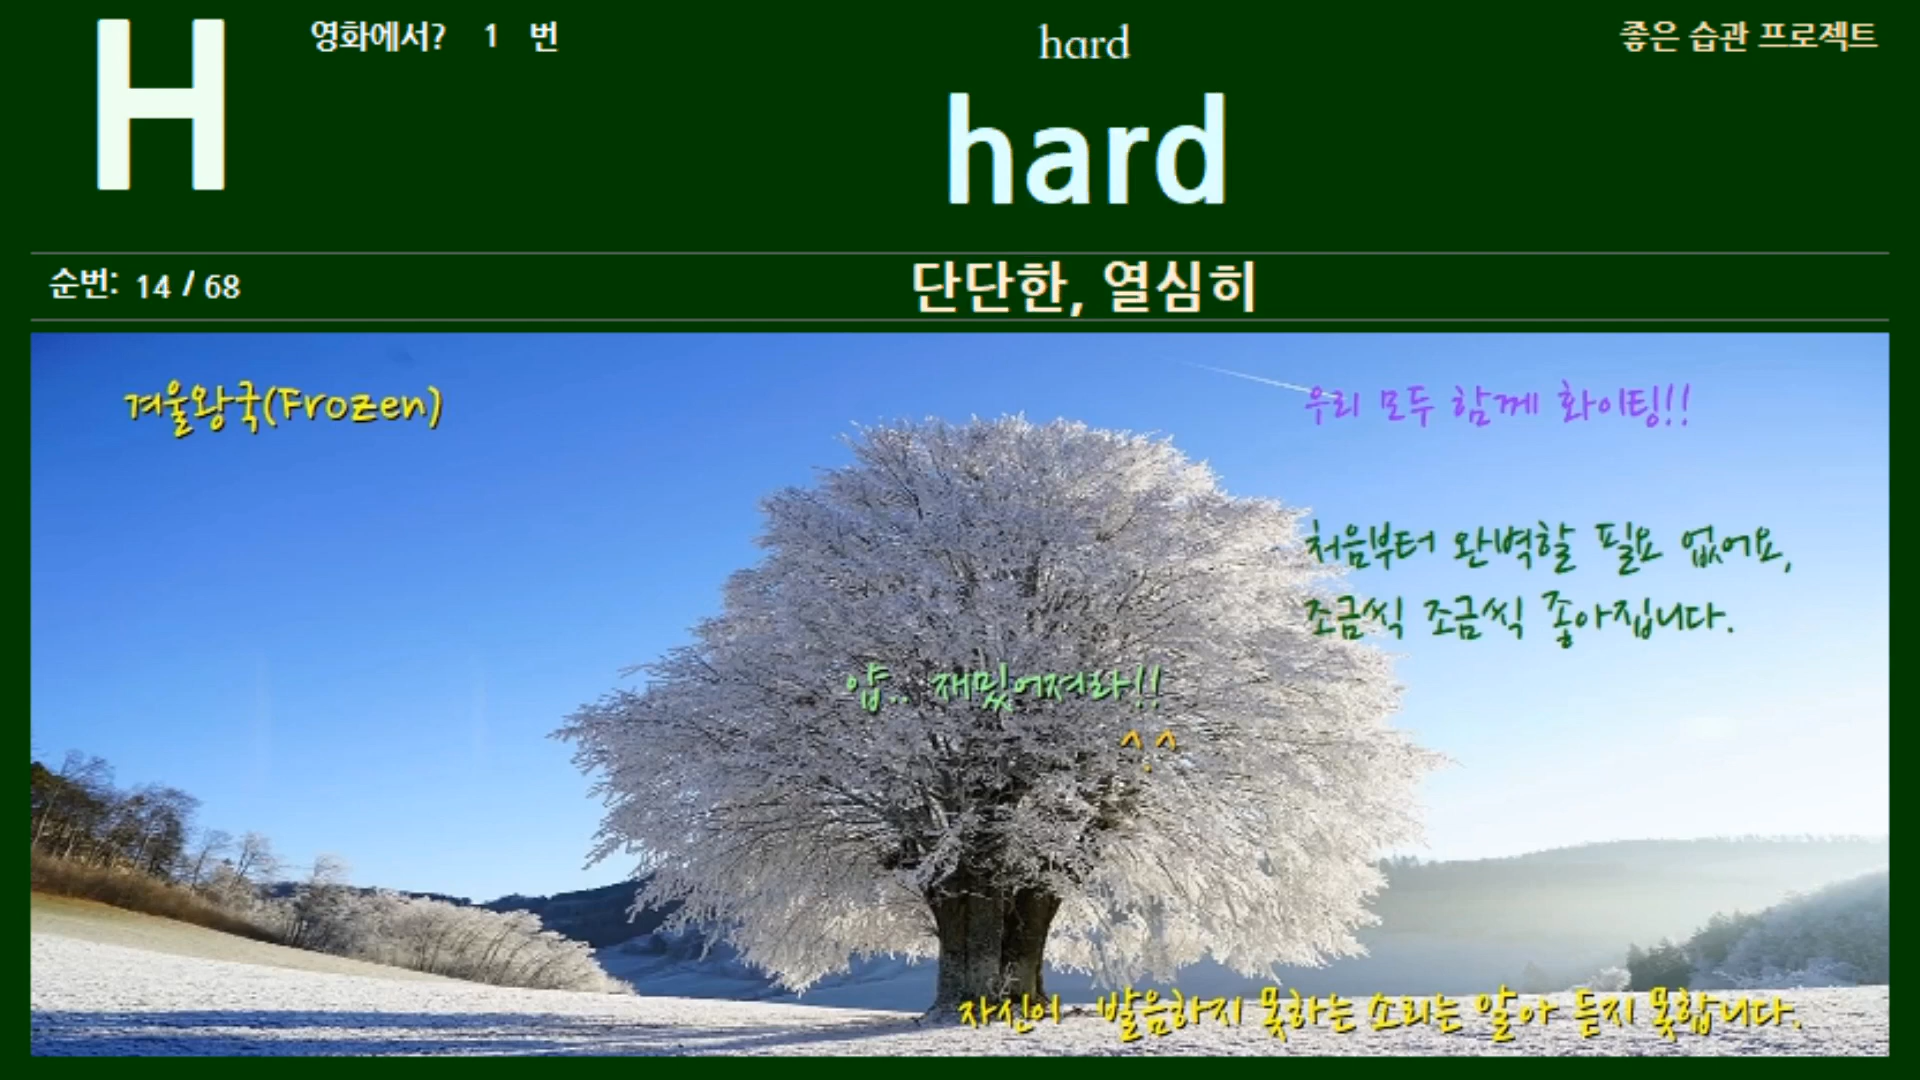 H
영화에서? 1 번
hard
좋은 습관 프로젝트
hard
순번: 14 / 68
단단한, 열심히
겨울왕국(Frozen)
우리 모두 함께 화이팅!!
처음부터 완벽할 필요 없어요,
조금씩 조금씩 좋아집니다.
얍.. 재밌어져라!!
^.^
자신이 발음하지 못하는 소리는 알아 듣지 못합니다.